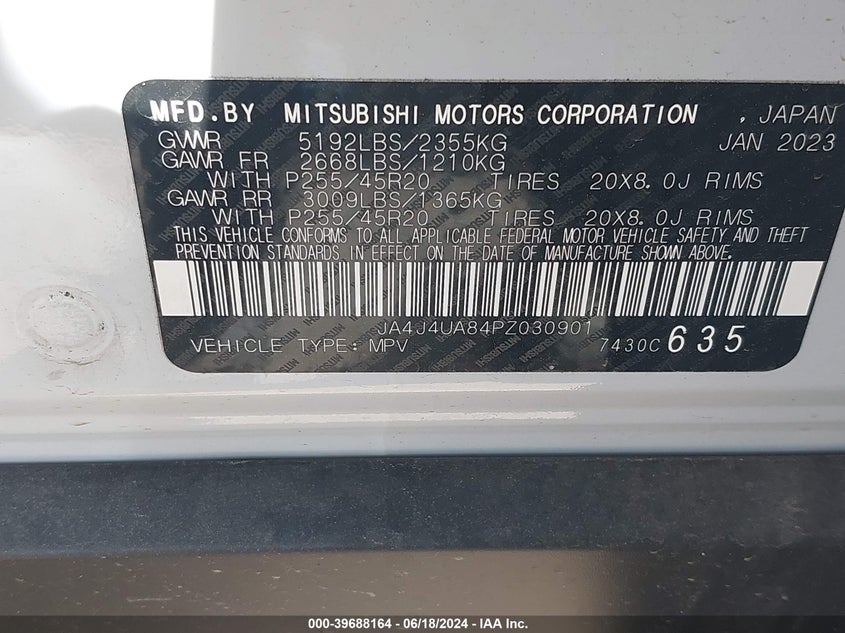 MFD.BY MITSUBISHI MOTORS CORPORATION , JAPAN
GVWR 5192LBS/2355KG JAN 2023
GAWR FR 2668LBS/1210KG
WITH P255/45R20 TIRES 20X8.0J RIMS
GAWR RR 3009LBS/1365KG
WITH P255/45R20 TIRES 20X8.0J RIMS
THIS VEHICLE CONFORMS TO ALL APPLICABLE FEDERAL MOTOR VEHICLE SAFETY AND THEFT
PREVENTION STANDARDS IN EFFECT ON THE DATE OF MANUFACTURE SHOWN ABOVE.
JA4J4UA84PZ030901
VEHICLE TYPE: MPV 7430C 635
000-39688164 - 06/18/2024 - IAA Inc.